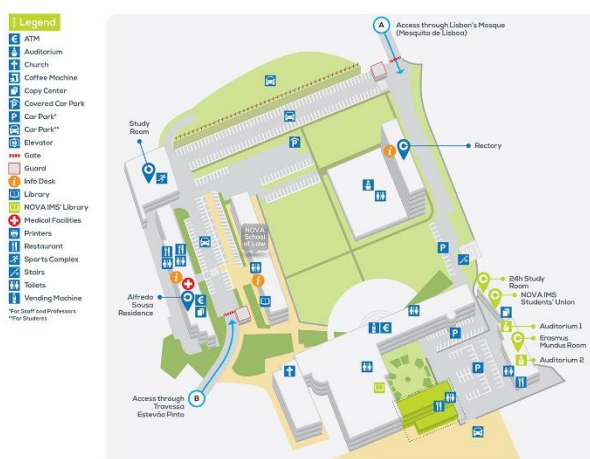 | Legend
ATM
Auditorium
Church
Coffee Machine
Copy Center
Covered Car Park
Car Park*
Car Park**
Elevator
Gate
Guard
Info Desk
Library
NOVA IMS' Library
Medical Facilities
Printers
Restaurant
Sports Complex
Stairs
Toilets
Vending Machine
*For Staff and Professors
**For Students
A
Access through Lisbon's Mosque
(Mesquita de Lisboa)
Study
Room
Rectory
NOVA
School
of Law
Alfredo
Sousa
Residence
B
Access through
Travessa
Estevão Pinto
24h Study
Room
NOVA IMS
Students' Union
Auditorium 1
Erasmus
Mundus Room
Auditorium 2